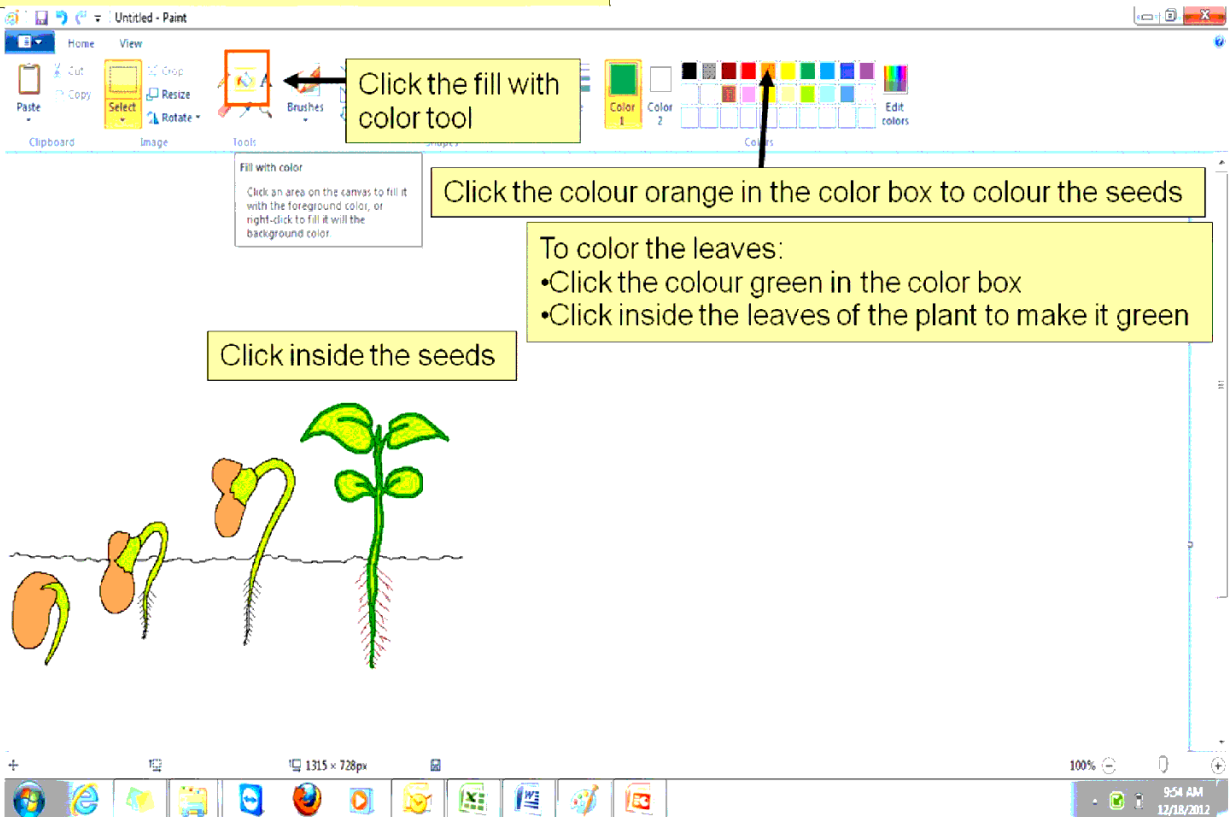 Untitled - Paint
Home View
Cut
Copy
Paste
Select
Crop
Resize
Rotate
Brushes
Color 1
Color 2
Edit colors
Clipboard
Image
Tools
Shapes
Colors
Click the fill with
color tool
Fill with color
Click an area on the canvas to fill it
with the foreground color, or
right-click to fill it will the
background color.
Click the colour orange in the color box to colour the seeds
To color the leaves:
•Click the colour green in the color box
•Click inside the leaves of the plant to make it green
Click inside the seeds
1315 × 728px
100%
9:54 AM
12/18/2012